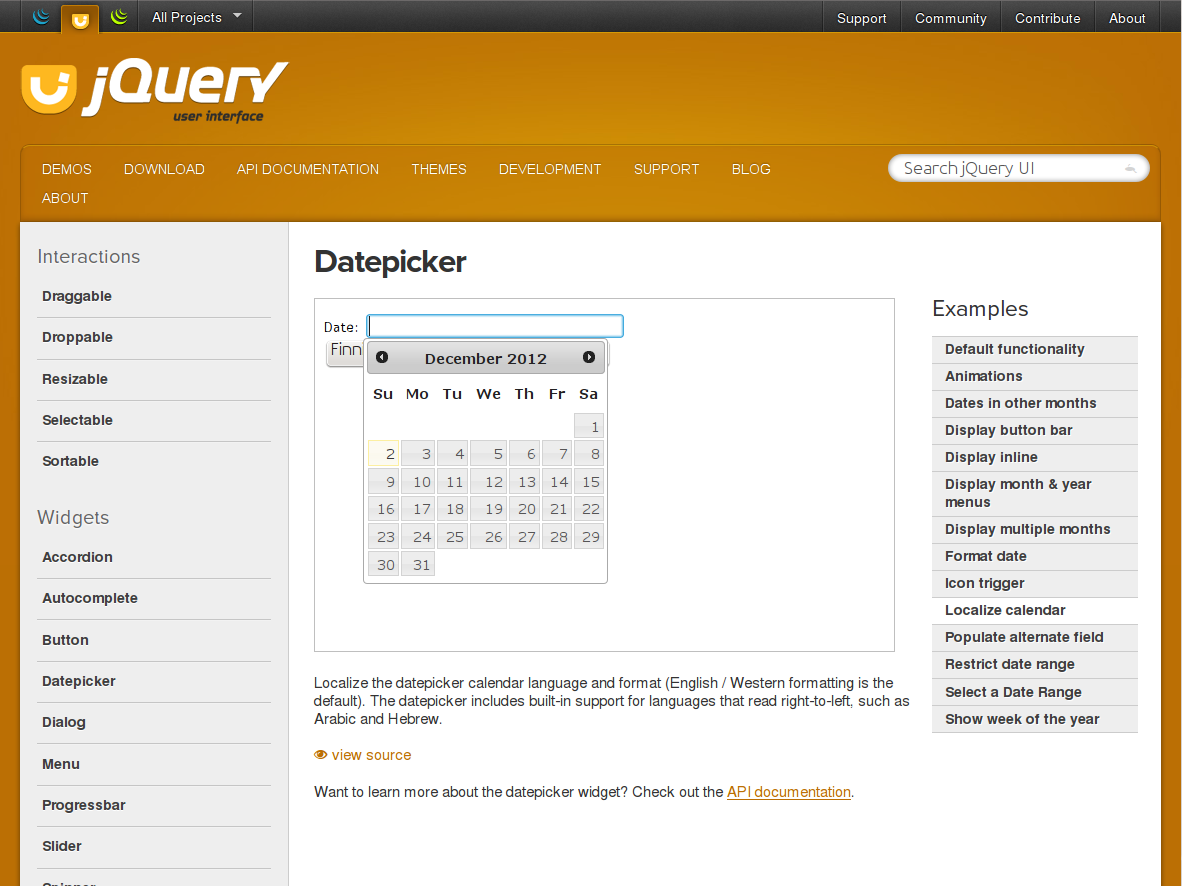 All Projects
Support Community Contribute About
jQuery
user interface
DEMOS DOWNLOAD API DOCUMENTATION THEMES DEVELOPMENT SUPPORT BLOG
Search jQuery UI
ABOUT
Interactions
Draggable
Droppable
Resizable
Selectable
Sortable
Widgets
Accordion
Autocomplete
Button
Datepicker
Dialog
Menu
Progressbar
Slider
Datepicker
Date:
Finn
December 2012
Su Mo Tu We Th Fr Sa
1
2 3 4 5 6 7 8
9 10 11 12 13 14 15
16 17 18 19 20 21 22
23 24 25 26 27 28 29
30 31
Localize the datepicker calendar language and format (English / Western formatting is the
default). The datepicker includes built-in support for languages that read right-to-left, such as
Arabic and Hebrew.
view source
Want to learn more about the datepicker widget? Check out the API documentation.
Examples
Default functionality
Animations
Dates in other months
Display button bar
Display inline
Display month & year
menus
Display multiple months
Format date
Icon trigger
Localize calendar
Populate alternate field
Restrict date range
Select a Date Range
Show week of the year